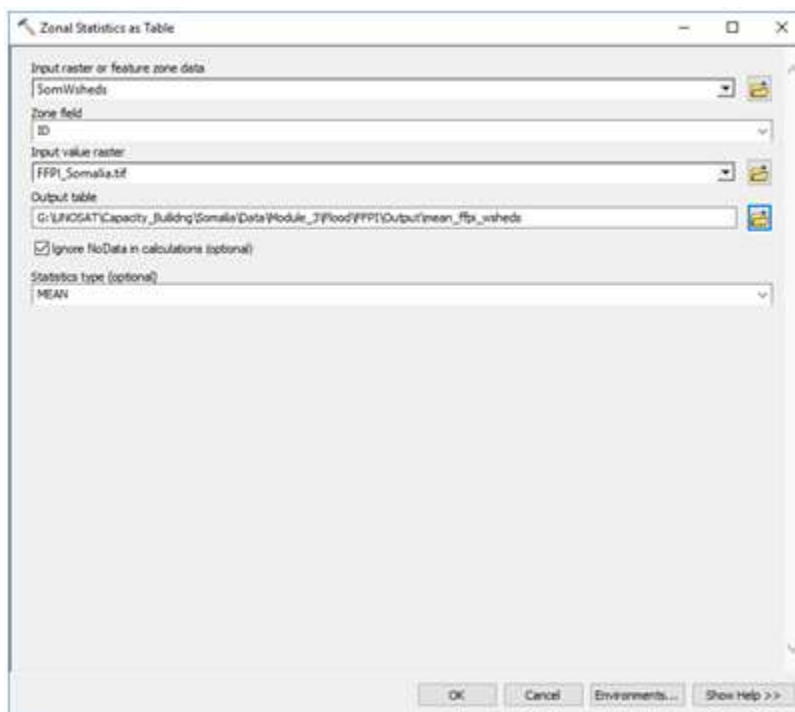 Zonal Statistics as Table
Input raster or feature zone data
SomWsheds
Zone field
ID
Input value raster
FFPI_Somalia.tif
Output table
G:\UNOSAT\Capacity_Builidng\Somalia\Data\Module_3\Flood\FFPI\Output\mean_ffpi_wsheds
Ignore NoData in calculations (optional)
Statistics type (optional)
MEAN
OK Cancel Environments... Show Help >>